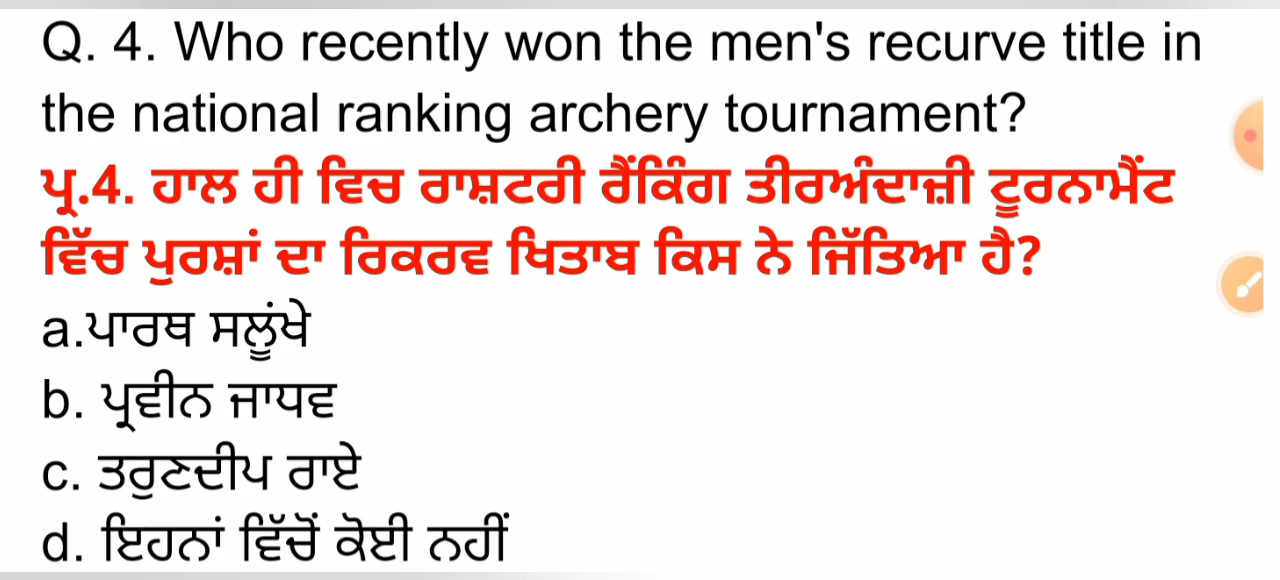 Q. 4. Who recently won the men's recurve title in
the national ranking archery tournament?
ਪ੍ਰ.4. ਹਾਲ ਹੀ ਵਿਚ ਰਾਸ਼ਟਰੀ ਰੈਂਕਿੰਗ ਤੀਰਅੰਦਾਜ਼ੀ ਟੂਰਨਾਮੈਂਟ
ਵਿੱਚ ਪੁਰਸ਼ਾਂ ਦਾ ਰਿਕਰਵ ਖਿਤਾਬ ਕਿਸ ਨੇ ਜਿੱਤਿਆ ਹੈ?
a.ਪਾਰਥ ਸਲੂੰਖੇ
b. ਪ੍ਰਵੀਨ ਜਾਧਵ
c. ਤਰੁਣਦੀਪ ਰਾਏ
d. ਇਹਨਾਂ ਵਿੱਚੋਂ ਕੋਈ ਨਹੀਂ